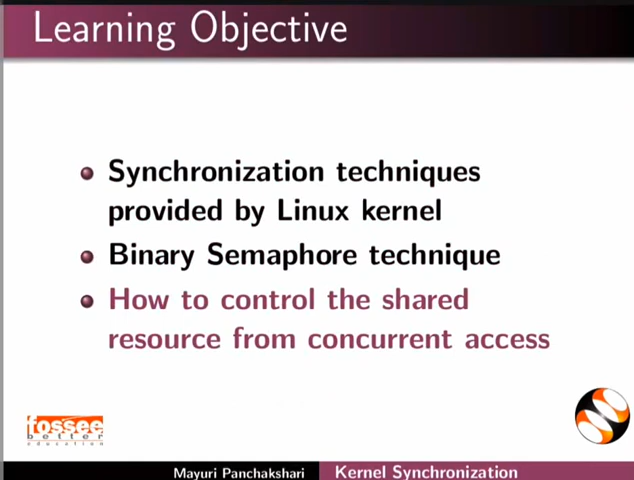 Learning Objective
Synchronization techniques
provided by Linux kernel
Binary Semaphore technique
How to control the shared
resource from concurrent access
fossee
better
education
Mayuri Panchakshari
Kernel Synchronization